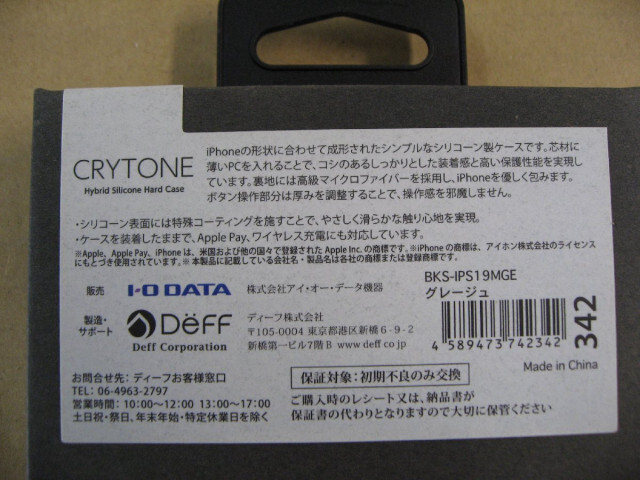 CRYTONE
Hybrid Silicone Hard Case
iPhoneの形状に合わせて成形されたシンプルなシリコーン製ケースです。芯材に
薄いPCを入れることで、コシのあるしっかりとした装着感と高い保護性能を実現し
ています。裏地には高級マイクロファイバーを採用し、iPhoneを優しく包みます。
ボタン操作部分は厚みを調整することで、操作感を邪魔しません。
・シリコーン表面には特殊コーティングを施すことで、やさしく滑らかな触り心地を実現。
・ケースを装着したままで、Apple Pay、ワイヤレス充電にも対応しています。
※Apple、Apple Pay、iPhone は、米国および他の国々で登録された Apple Inc. の商標です。※iPhone の商標は、アイホン株式会社のライセンス
にもとづき使用されています。※ 本製品に記載している会社名・製品名は各社の商標または登録商標です。
販売 I-O DATA 株式会社アイ・オー・データ機器
製造・サポート DëFF Deff Corporation
ディーフ株式会社
〒105-0004 東京都港区新橋 6-9-2
新橋第一ビル7階B www.deff.co.jp
BKS-IPS19MGE
グレージュ
4 589473 742342
342
Made in China
お問合せ先: ディーフお客様窓口
TEL: 06-4963-2797
営業時間: 10:00〜12:00 13:00〜17:00
土日祝・祭日、年末年始・特定休業日を除く
保証対象:初期不良のみ交換
ご購入時のレシート又は、納品書が
保証書の代わりとなりますので大切に保管ください